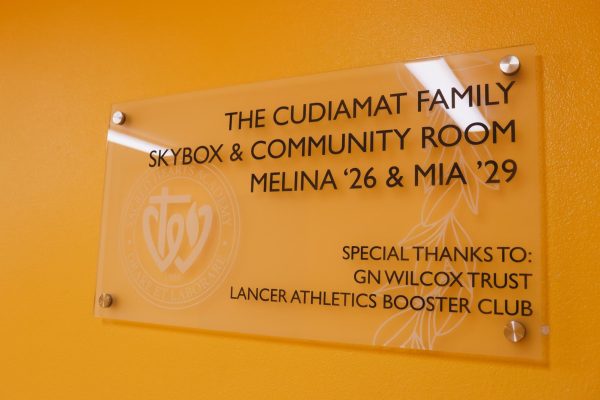 THE CUDIAMAT FAMILY
SKYBOX & COMMUNITY ROOM
MELINA ‘26 & MIA ’29
SPECIAL THANKS TO:
GN WILCOX TRUST
LANCER ATHLETICS BOOSTER CLUB